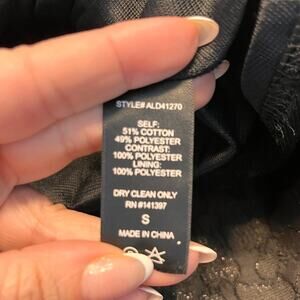 STYLE# ALD41270
SELF:
51% COTTON
49% POLYESTER
CONTRAST:
100% POLYESTER
LINING:
100% POLYESTER
DRY CLEAN ONLY
RN #141397
S
MADE IN CHINA